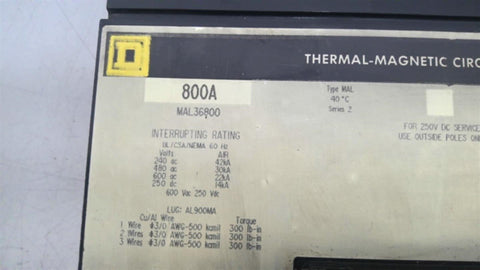 D
THERMAL-MAGNETIC CIRC
800A
MAL36800
Type MAL
40°C
Series 2
INTERRUPTING RATING
UL/CSA/NEMA 60 Hz
Volts AIR
240 ac 42kA
480 ac 30kA
600 ac 22kA
250 dc 14kA
600 Vac 250 Vdc
FOR 250V DC SERVICE
USE OUTSIDE POLES ONL
LUG: AL900MA
Cu/Al Wire Torque
1 Wire #3/0 AWG-500 kcmil 300 lb-in
2 Wires #3/0 AWG-500 kcmil 300 lb-in
3 Wires #3/0 AWG-500 kcmil 300 lb-in